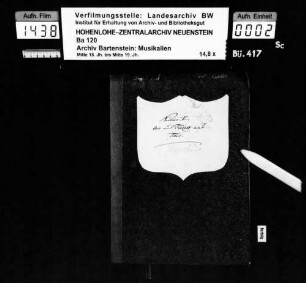 Aufn. Film
1438
Verfilmungsstelle: Landesarchiv BW
Institut für Erhaltung von Archiv- und Bibliotheksgut
HOHENLOHE-ZENTRALARCHIV NEUENSTEIN
Ba 120
Archiv Bartenstein: Musikalien
Mitte 18. Jh. bis Mitte 19. Jh.
14,8 x
Aufn. Einheit
0002
Sc
Bü. 417